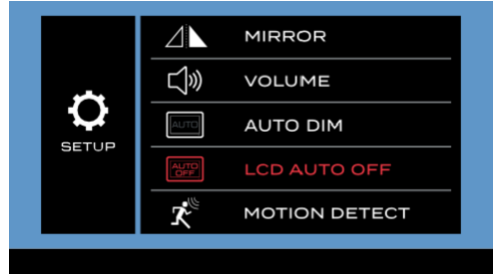 MIRROR
VOLUME
AUTO
AUTO DIM
SETUP
AUTO
OFF
LCD AUTO OFF
MOTION DETECT